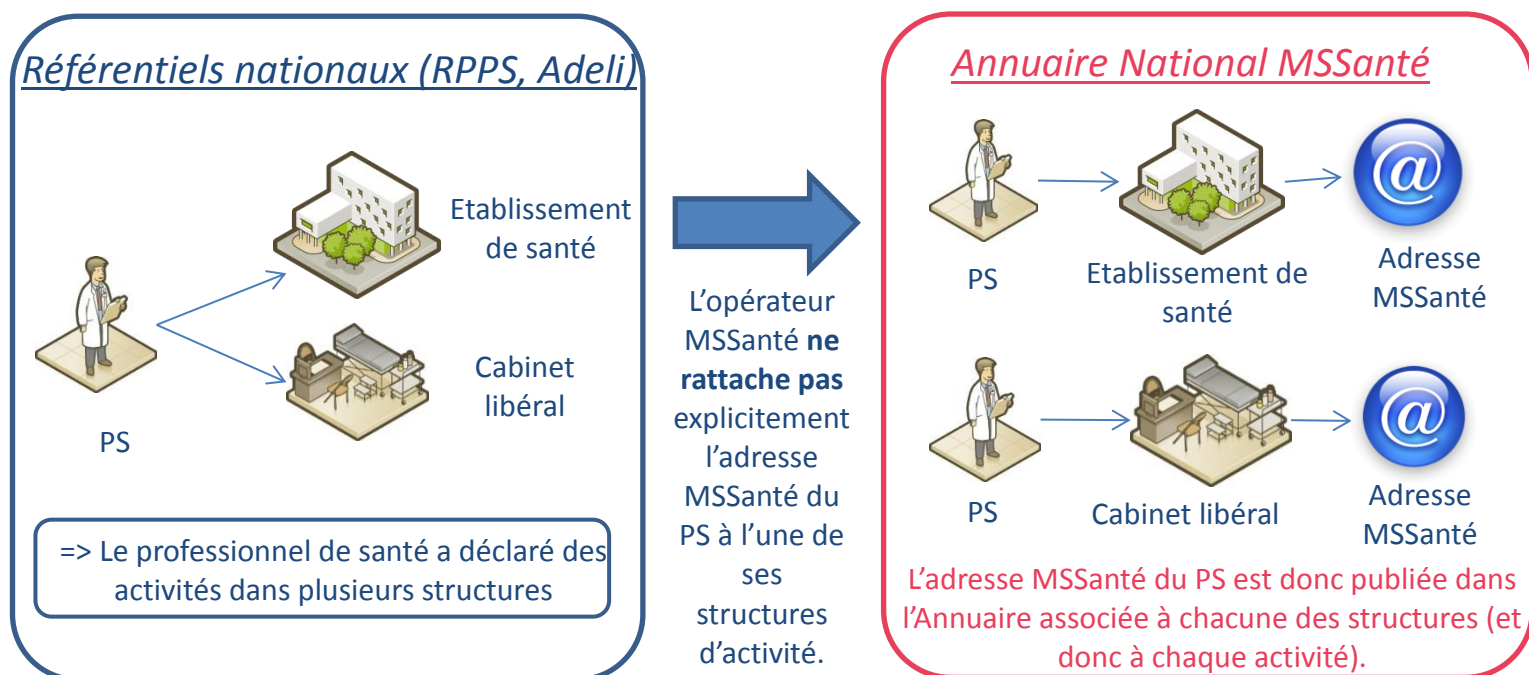 Référentiels nationaux (RPPS, Adeli)
Etablissement
de santé
Cabinet
libéral
PS
=> Le professionnel de santé a déclaré des
activités dans plusieurs structures
L’opérateur
MSSanté ne
rattache pas
explicitement
l’adresse
MSSanté du
PS à l’une de
ses
structures
d’activité.
Annuaire National MSSanté
@
PS
Etablissement de
santé
Adresse
MSSanté
@
PS
Cabinet libéral
Adresse
MSSanté
L’adresse MSSanté du PS est donc publiée dans
l’Annuaire associée à chacune des structures (et
donc à chaque activité).